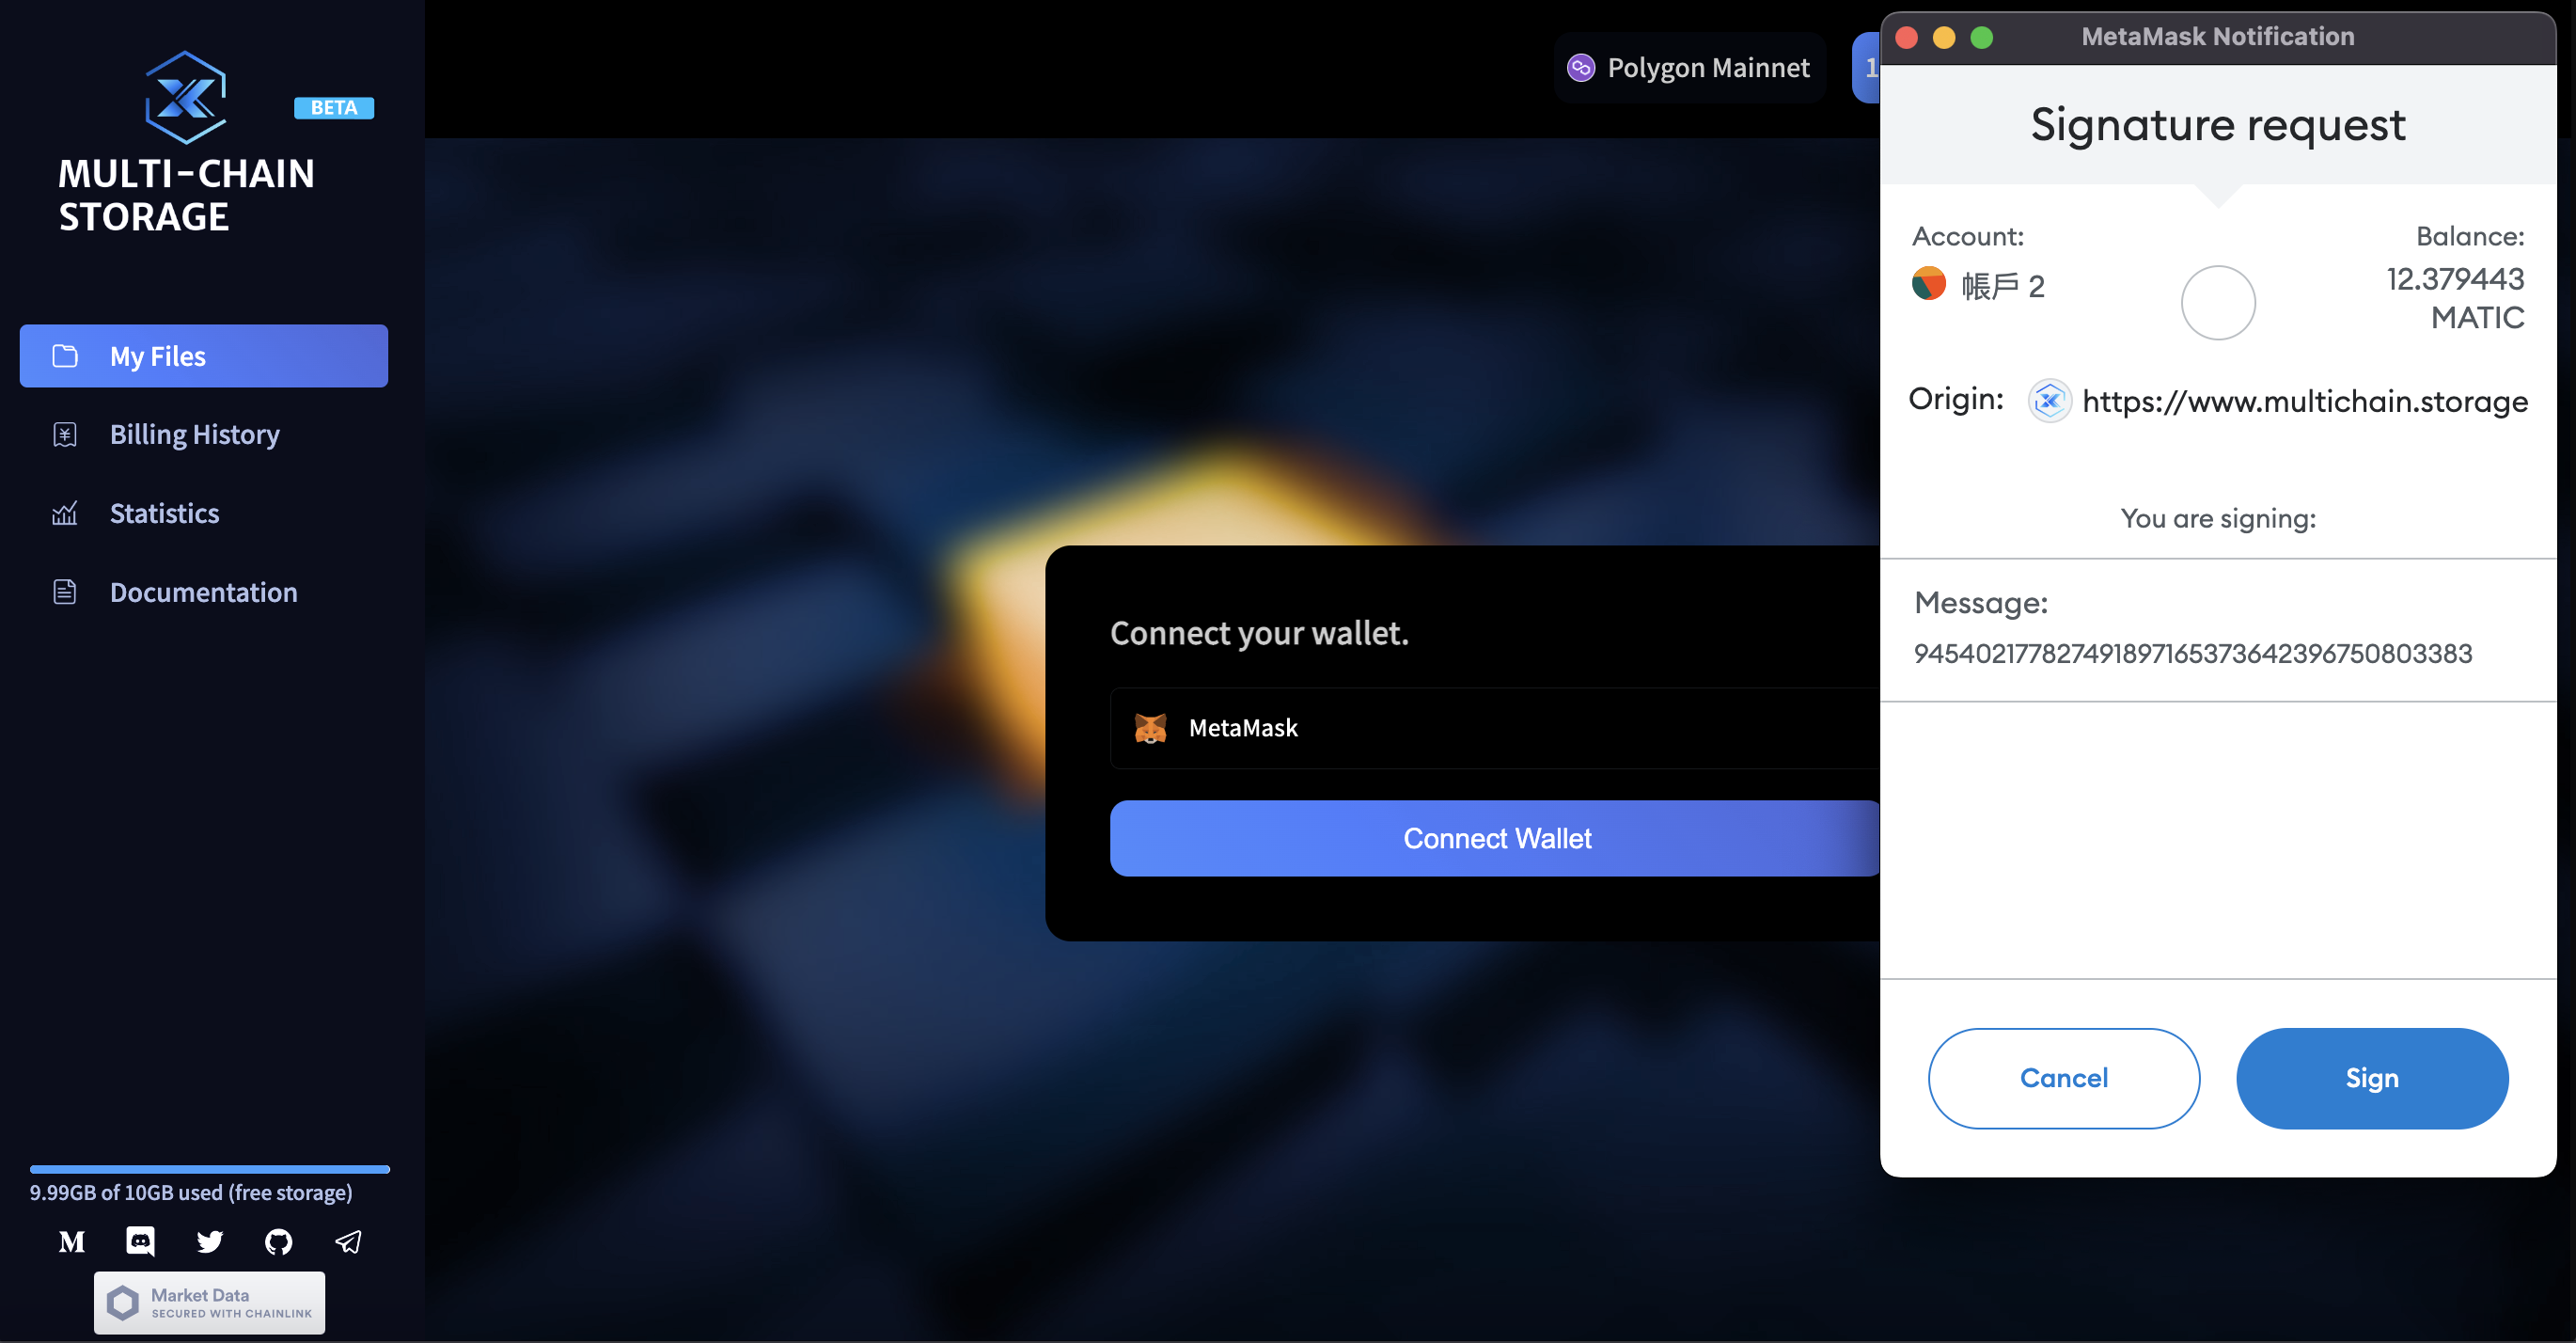 BETA
MULTI-CHAIN
STORAGE
My Files
Billing History
Statistics
Documentation
9.99GB of 10GB used (free storage)
Market Data
SECURED WITH CHAINLINK
Polygon Mainnet
1
Connect your wallet.
MetaMask
Connect Wallet
MetaMask Notification
Signature request
Account:
帳戶 2
Balance:
12.379443
MATIC
Origin: https://www.multichain.storage
You are signing:
Message:
945402177827491897165373642396750803383
Cancel
Sign